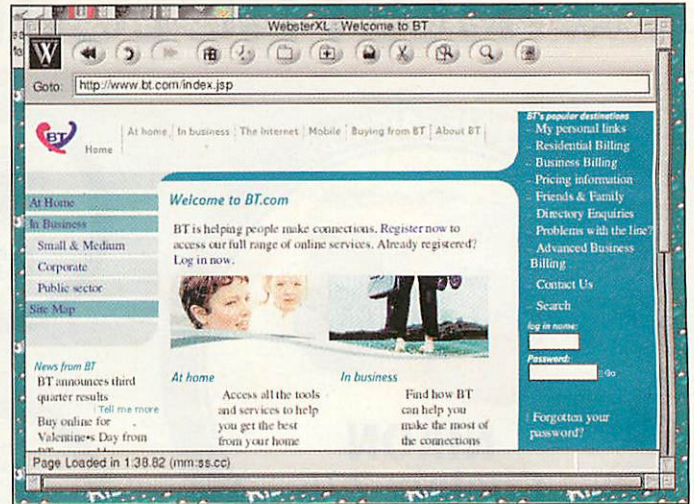 WebsterXL : Welcome to BT
W
Goto: http://www.bt.com/index.jsp
BT
Home
At home
In business
The Internet
Mobile
Buying from BT
About BT
At Home
In Business
Small & Medium
Corporate
Public sector
Site Map
News from BT
BT announces third
quarter results
Tell me more
Buy online for
Valentine•s Day from
Welcome to BT.com
BT is helping people make connections. Register now to
access our full range of online services. Already registered?
Log in now.
At home
Access all the tools
and services to help
you get the best
from your home
In business
Find how BT
can help you
make the most of
the connections
BT's popular destinations
- My personal links
- Residential Billing
- Business Billing
- Pricing information
- Friends & Family
- Directory Enquiries
- Problems with the line?
- Advanced Business
Billing
- Contact Us
- Search
log in name:
Password:
Go
Forgotten your
password?
Page Loaded in 1:38.82 (mm:ss.cc)